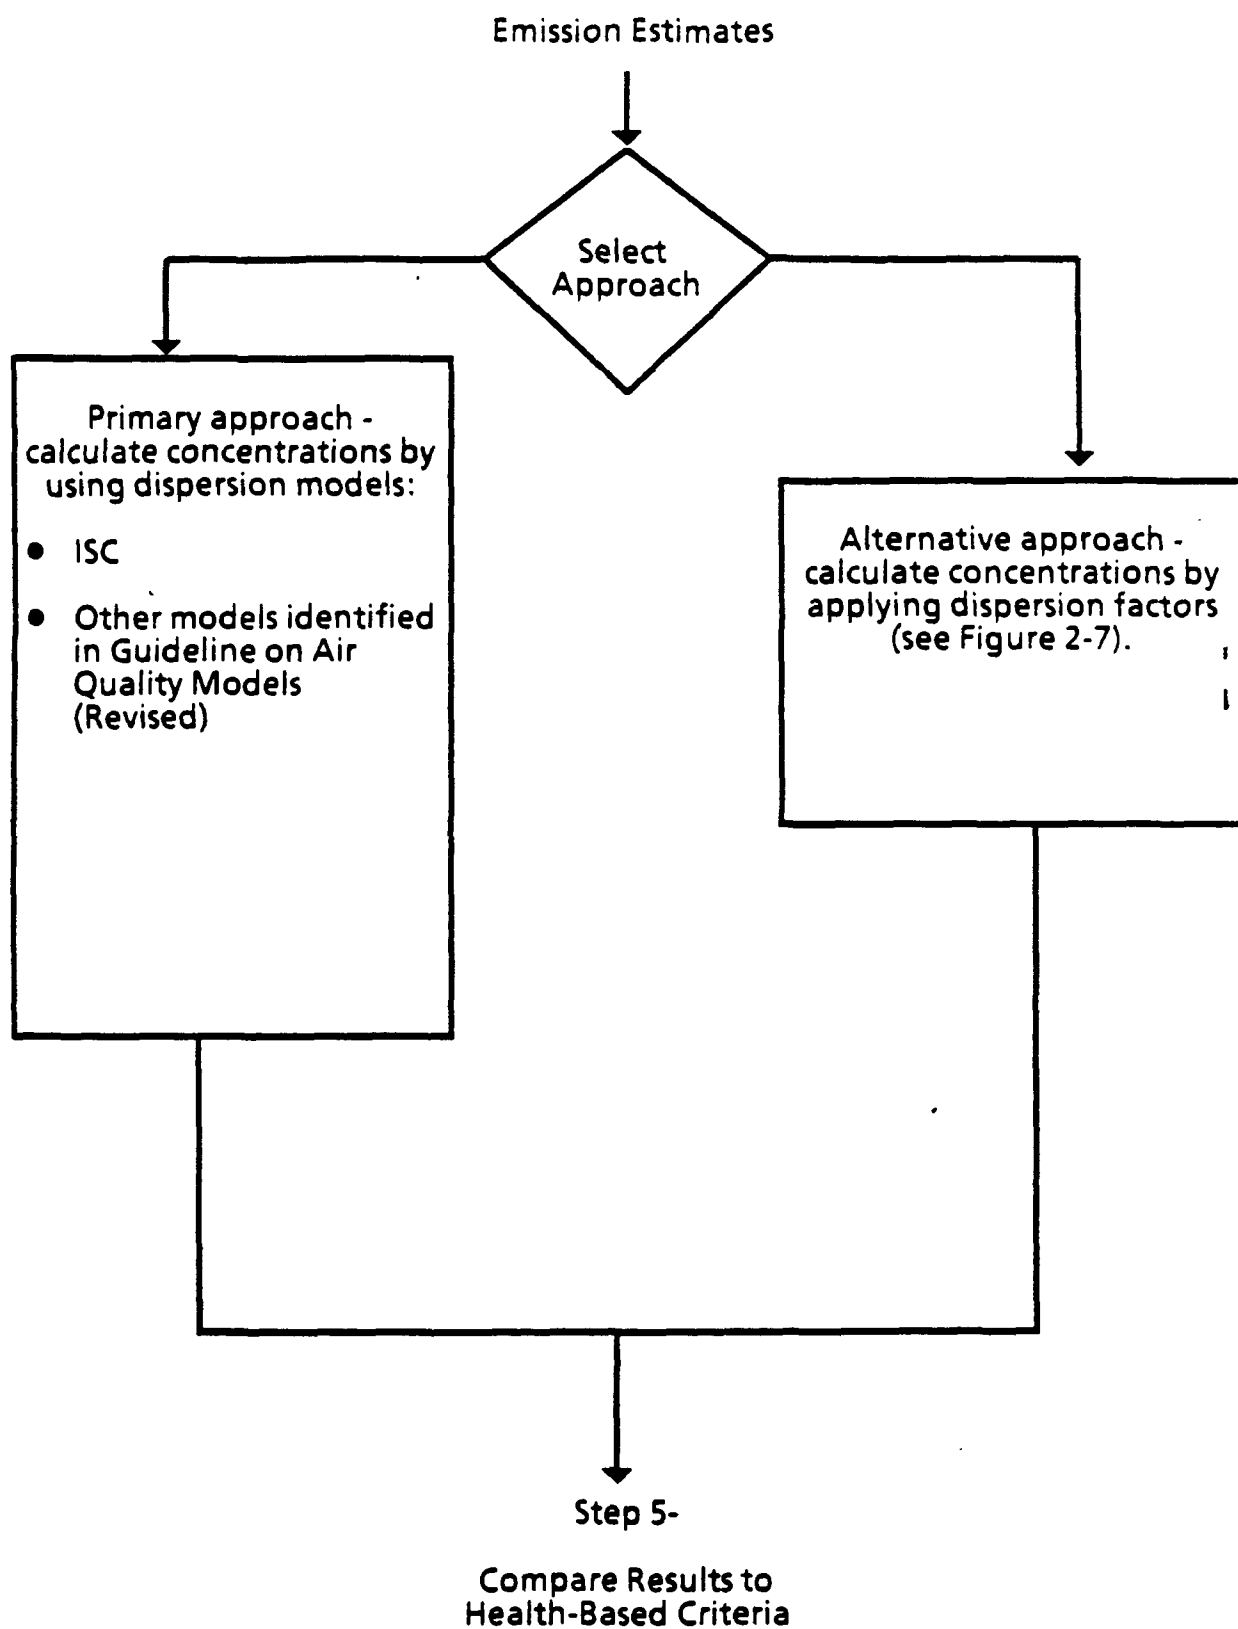 Emission Estimates
Select
Approach
Primary approach -
calculate concentrations by
using dispersion models:
● ISC
● Other models identified
in Guideline on Air
Quality Models
(Revised)
Alternative approach -
calculate concentrations by
applying dispersion factors
(see Figure 2-7).
Step 5-
Compare Results to
Health-Based Criteria